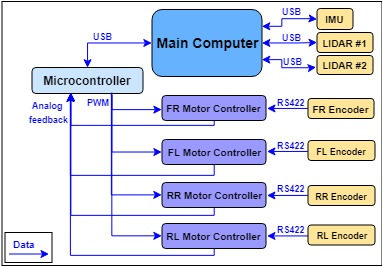 USB
IMU
USB
Main Computer
USB
LIDAR #1
USB
LIDAR #2
Microcontroller
Analog
feedback
PWM
FR Motor Controller
RS422
FR Encoder
FL Motor Controller
RS422
FL Encoder
RR Motor Controller
RS422
RR Encoder
RL Motor Controller
RS422
RL Encoder
Data